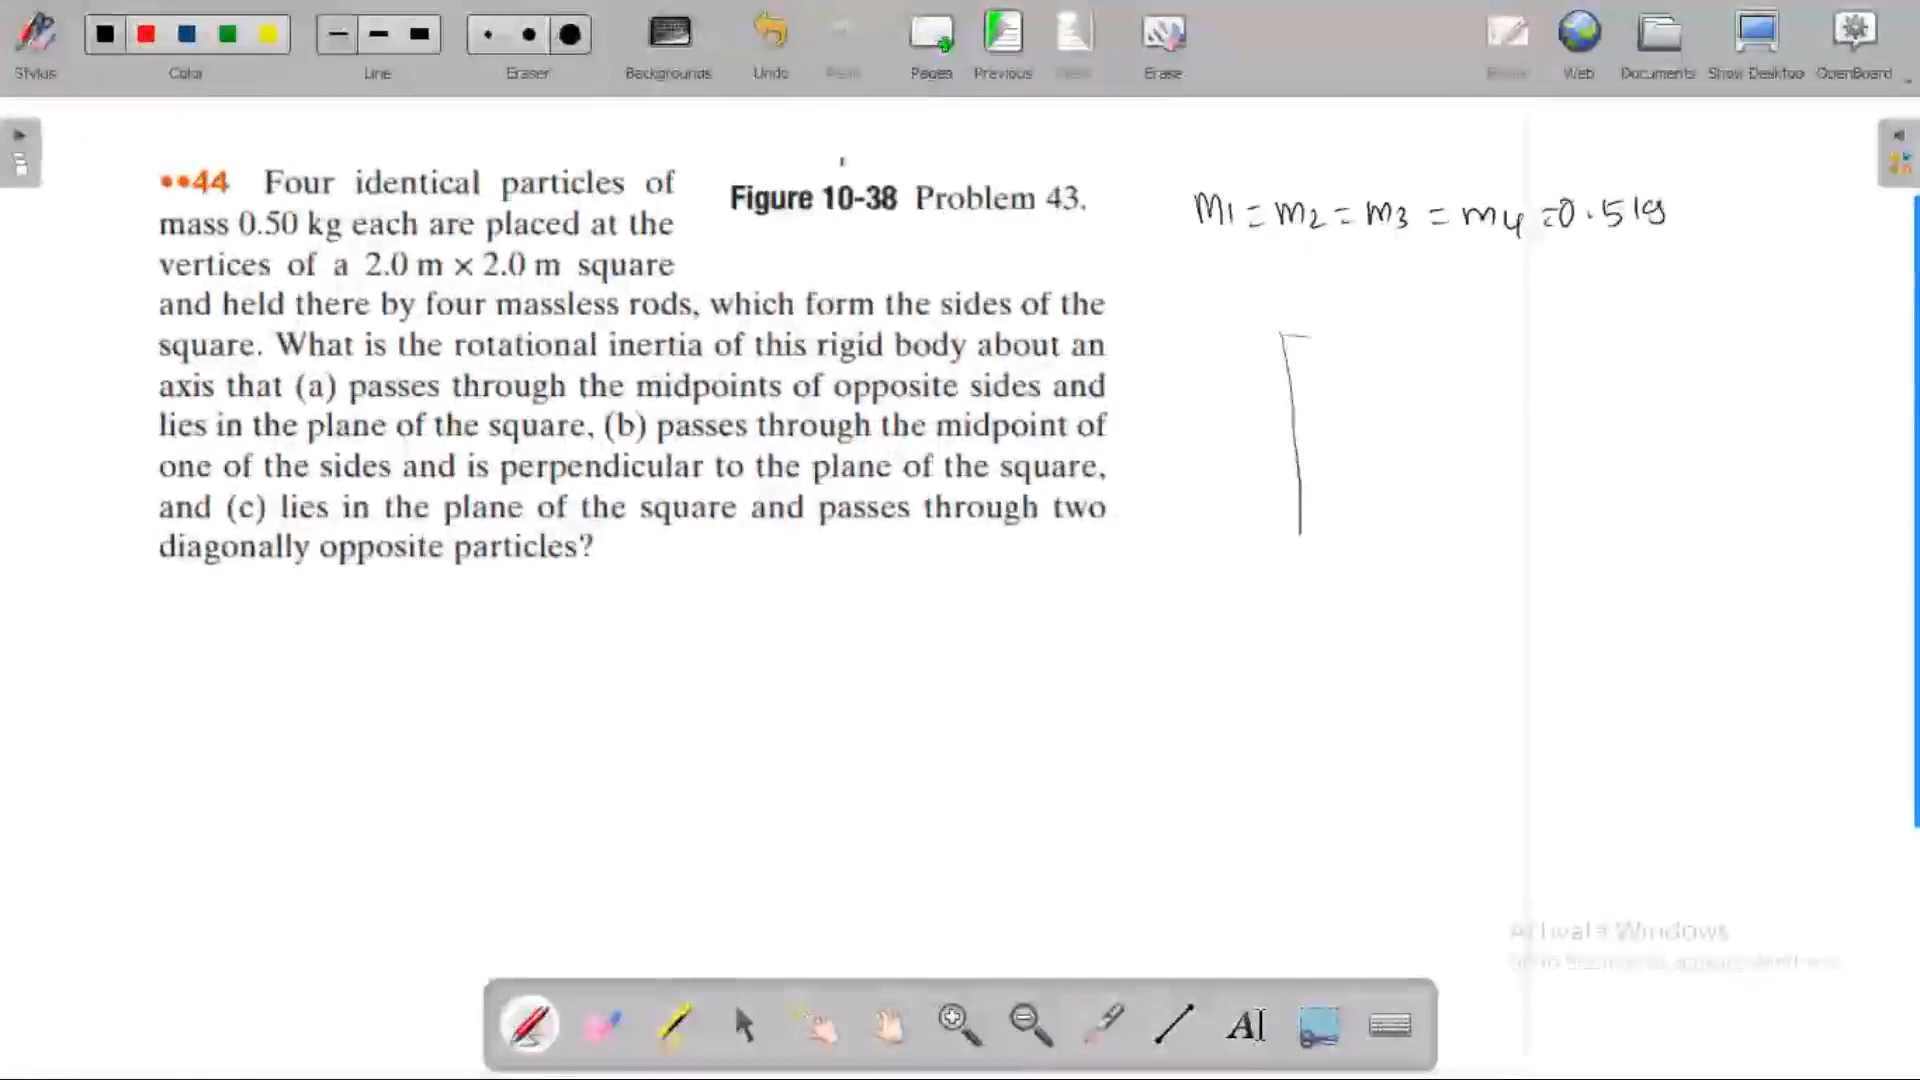 Stylus
Color
Line
Eraser
Backgrounds
Undo
Pages
Previous
Erase
Web
Documents
Show Desktop
OpenBoard
••44 Four identical particles of
mass 0.50 kg each are placed at the
vertices of a 2.0 m × 2.0 m square
and held there by four massless rods, which form the sides of the
square. What is the rotational inertia of this rigid body about an
axis that (a) passes through the midpoints of opposite sides and
lies in the plane of the square, (b) passes through the midpoint of
one of the sides and is perpendicular to the plane of the square,
and (c) lies in the plane of the square and passes through two
diagonally opposite particles?
Figure 10-38 Problem 43.
m1 = m2 = m3 = m4 = 0.5 kg
Activate Windows